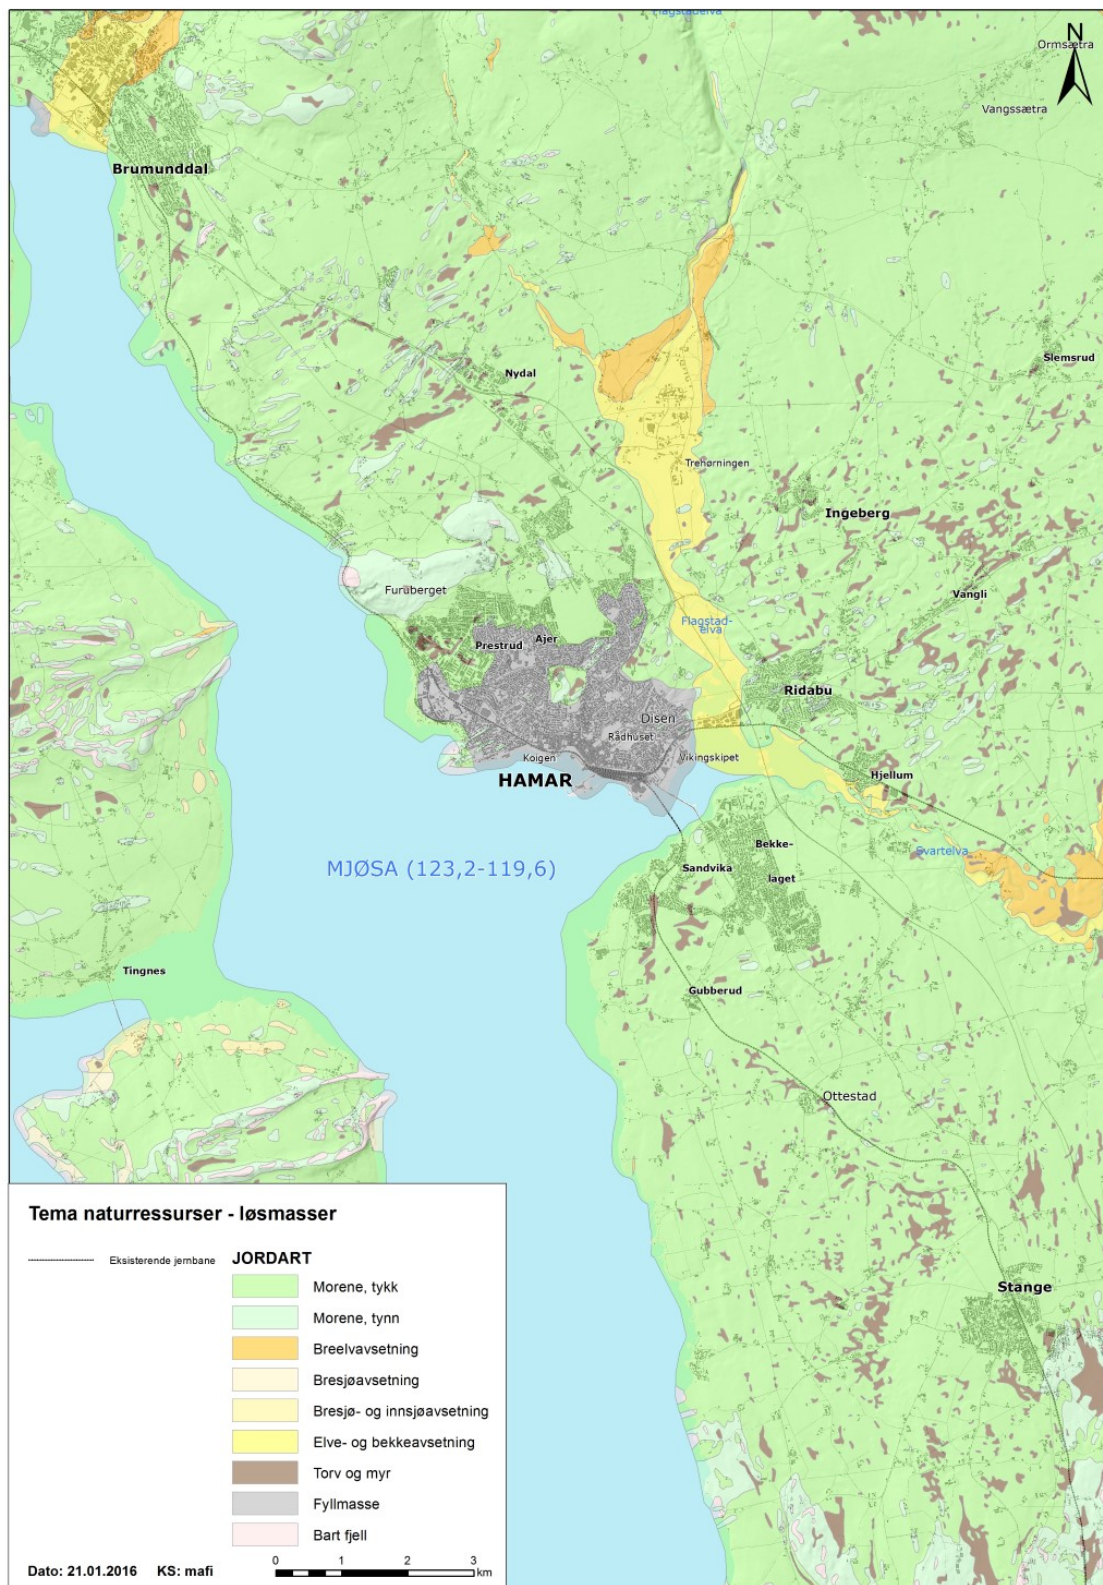 Flagstadelva
N
Ormsætra
Vangssætra
Brumunddal
Slemsrud
Nydal
Trehørningen
Ingeberg
Furuberget
Vangli
Flagstad-
elva
Prestrud
Ajer
Ridabu
Disen
Rådhuset
Koigen
Vikingskipet
HAMAR
Hjellum
Bekke-
laget
Svartelva
MJØSA (123,2-119,6)
Sandvika
Tingnes
Gubberud
Ottestad
Stange
Tema naturressurser - løsmasser
Eksisterende jernbane
JORDART
Morene, tykk
Morene, tynn
Breelvavsetning
Bresjøavsetning
Bresjø- og innsjøavsetning
Elve- og bekkeavsetning
Torv og myr
Fyllmasse
Bart fjell
Dato: 21.01.2016 KS: mafi
0 1 2 3
km